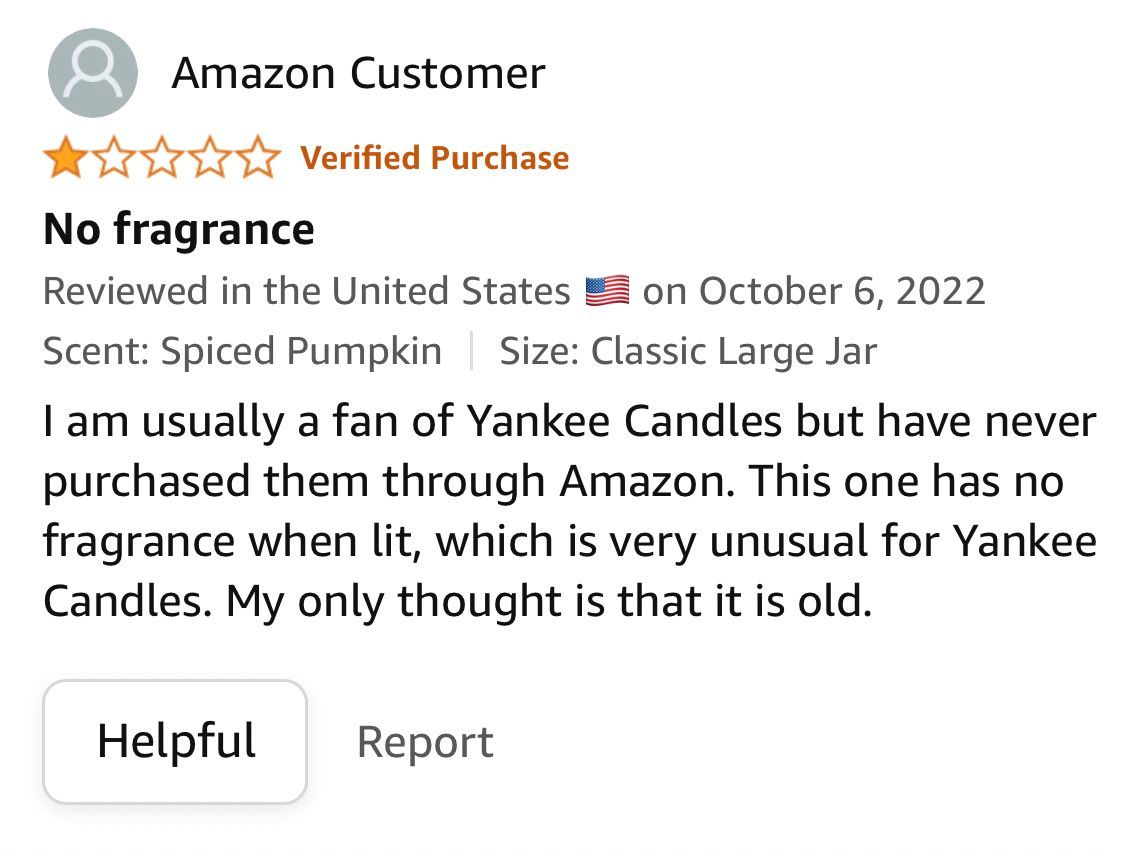 Amazon Customer
Verified Purchase
No fragrance
Reviewed in the United States 🇺🇸 on October 6, 2022
Scent: Spiced Pumpkin | Size: Classic Large Jar
I am usually a fan of Yankee Candles but have never
purchased them through Amazon. This one has no
fragrance when lit, which is very unusual for Yankee
Candles. My only thought is that it is old.
Helpful Report